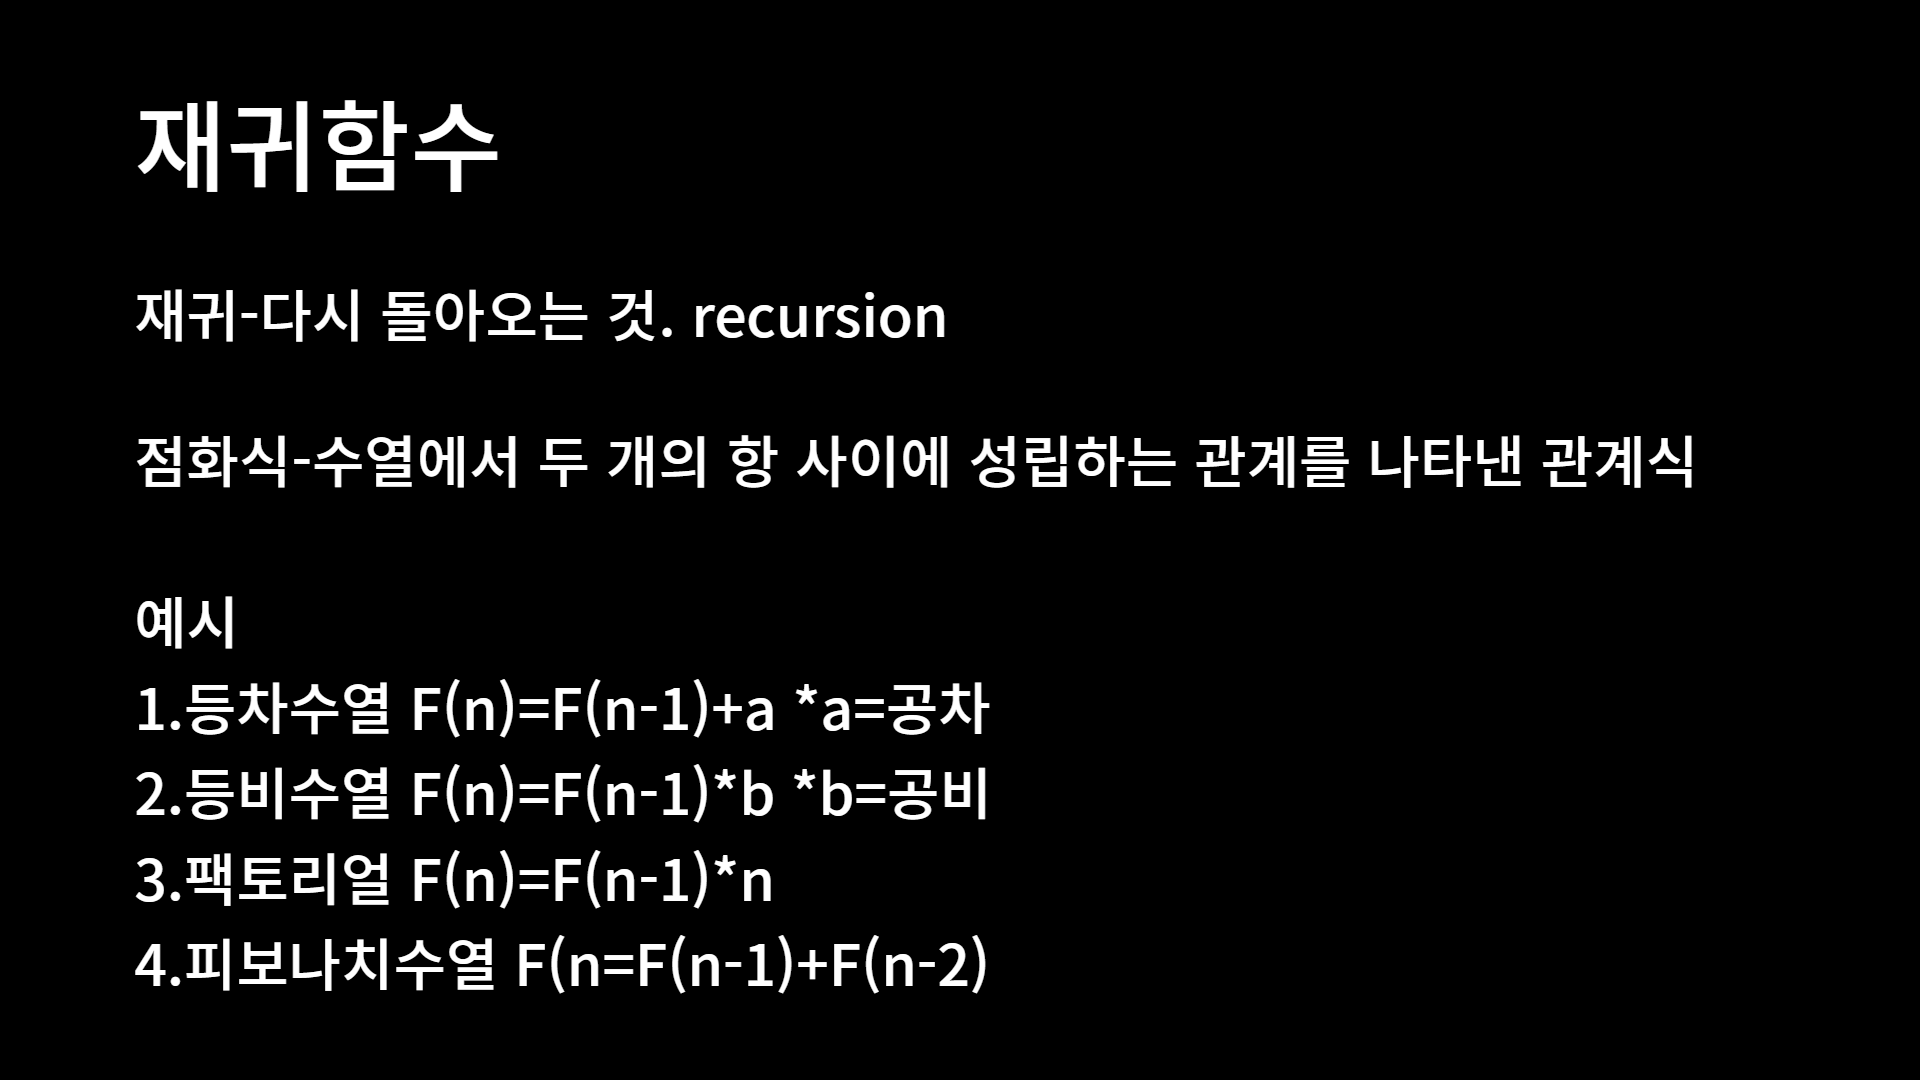 재귀함수
재귀-다시 돌아오는 것. recursion
점화식-수열에서 두 개의 항 사이에 성립하는 관계를 나타낸 관계식
예시
1.등차수열 F(n)=F(n-1)+a *a=공차
2.등비수열 F(n)=F(n-1)*b *b=공비
3.팩토리얼 F(n)=F(n-1)*n
4.피보나치수열 F(n=F(n-1)+F(n-2)